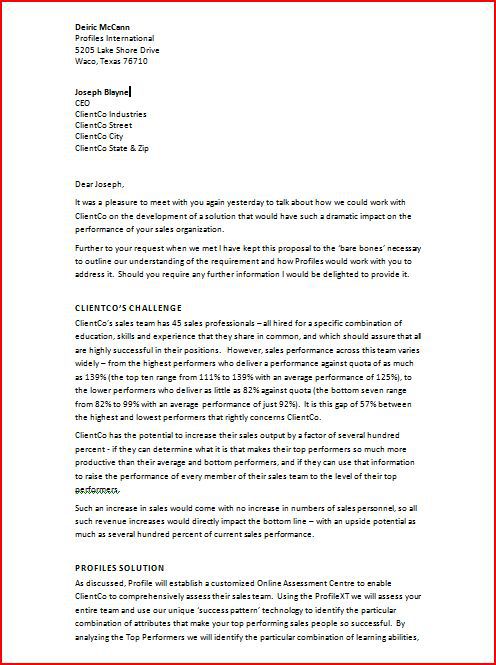 Deiric McCann
Profiles International
5205 Lake Shore Drive
Waco, Texas 76710
Joseph Blayne
CEO
ClientCo Industries
ClientCo Street
ClientCo City
ClientCo State & Zip
Dear Joseph,
It was a pleasure to meet with you again yesterday to talk about how we could work with
ClientCo on the development of a solution that would have such a dramatic impact on the
performance of your sales organization.
Further to your request when we met I have kept this proposal to the ‘bare bones’ necessary
to outline our understanding of the requirement and how Profiles would work with you to
address it.  Should you require any further information I would be delighted to provide it.
CLIENTCO’S CHALLENGE
ClientCo’s sales team has 45 sales professionals – all hired for a specific combination of
education, skills and experience that they share in common, and which should assure that all
are highly successful in their positions.   However, sales performance across this team varies
widely – from the highest performers who deliver a performance against quota of as much
as 139% (the top ten range from 111% to 139% with an average performance of 125%), to
the lower performers who deliver as little as 82% against quota (the bottom seven range
from 82% to 99% with an average performance of just 92%).  It is this gap of 57% between
the highest and lowest performers that rightly concerns ClientCo.
ClientCo has the potential to increase their sales output by a factor of several hundred
percent - if they can determine what it is that makes their top performers so much more
productive than their average and bottom performers, and if they can use that information
to raise the performance of every member of their sales team to the level of their top
performers.
Such an increase in sales would come with no increase in numbers of sales personnel, so all
such revenue increases would directly impact the bottom line – with an upside potential as
much as several hundred percent of current sales performance.
PROFILES SOLUTION
As discussed, Profile will establish a customized Online Assessment Centre to enable
ClientCo to comprehensively assess their sales team.  Using the ProfileXT we will assess your
entire team and use our unique ‘success pattern’ technology to identify the particular
combination of attributes that make your top performing sales people so successful.  By
analyzing the Top Performers we will identify the particular combination of learning abilities,